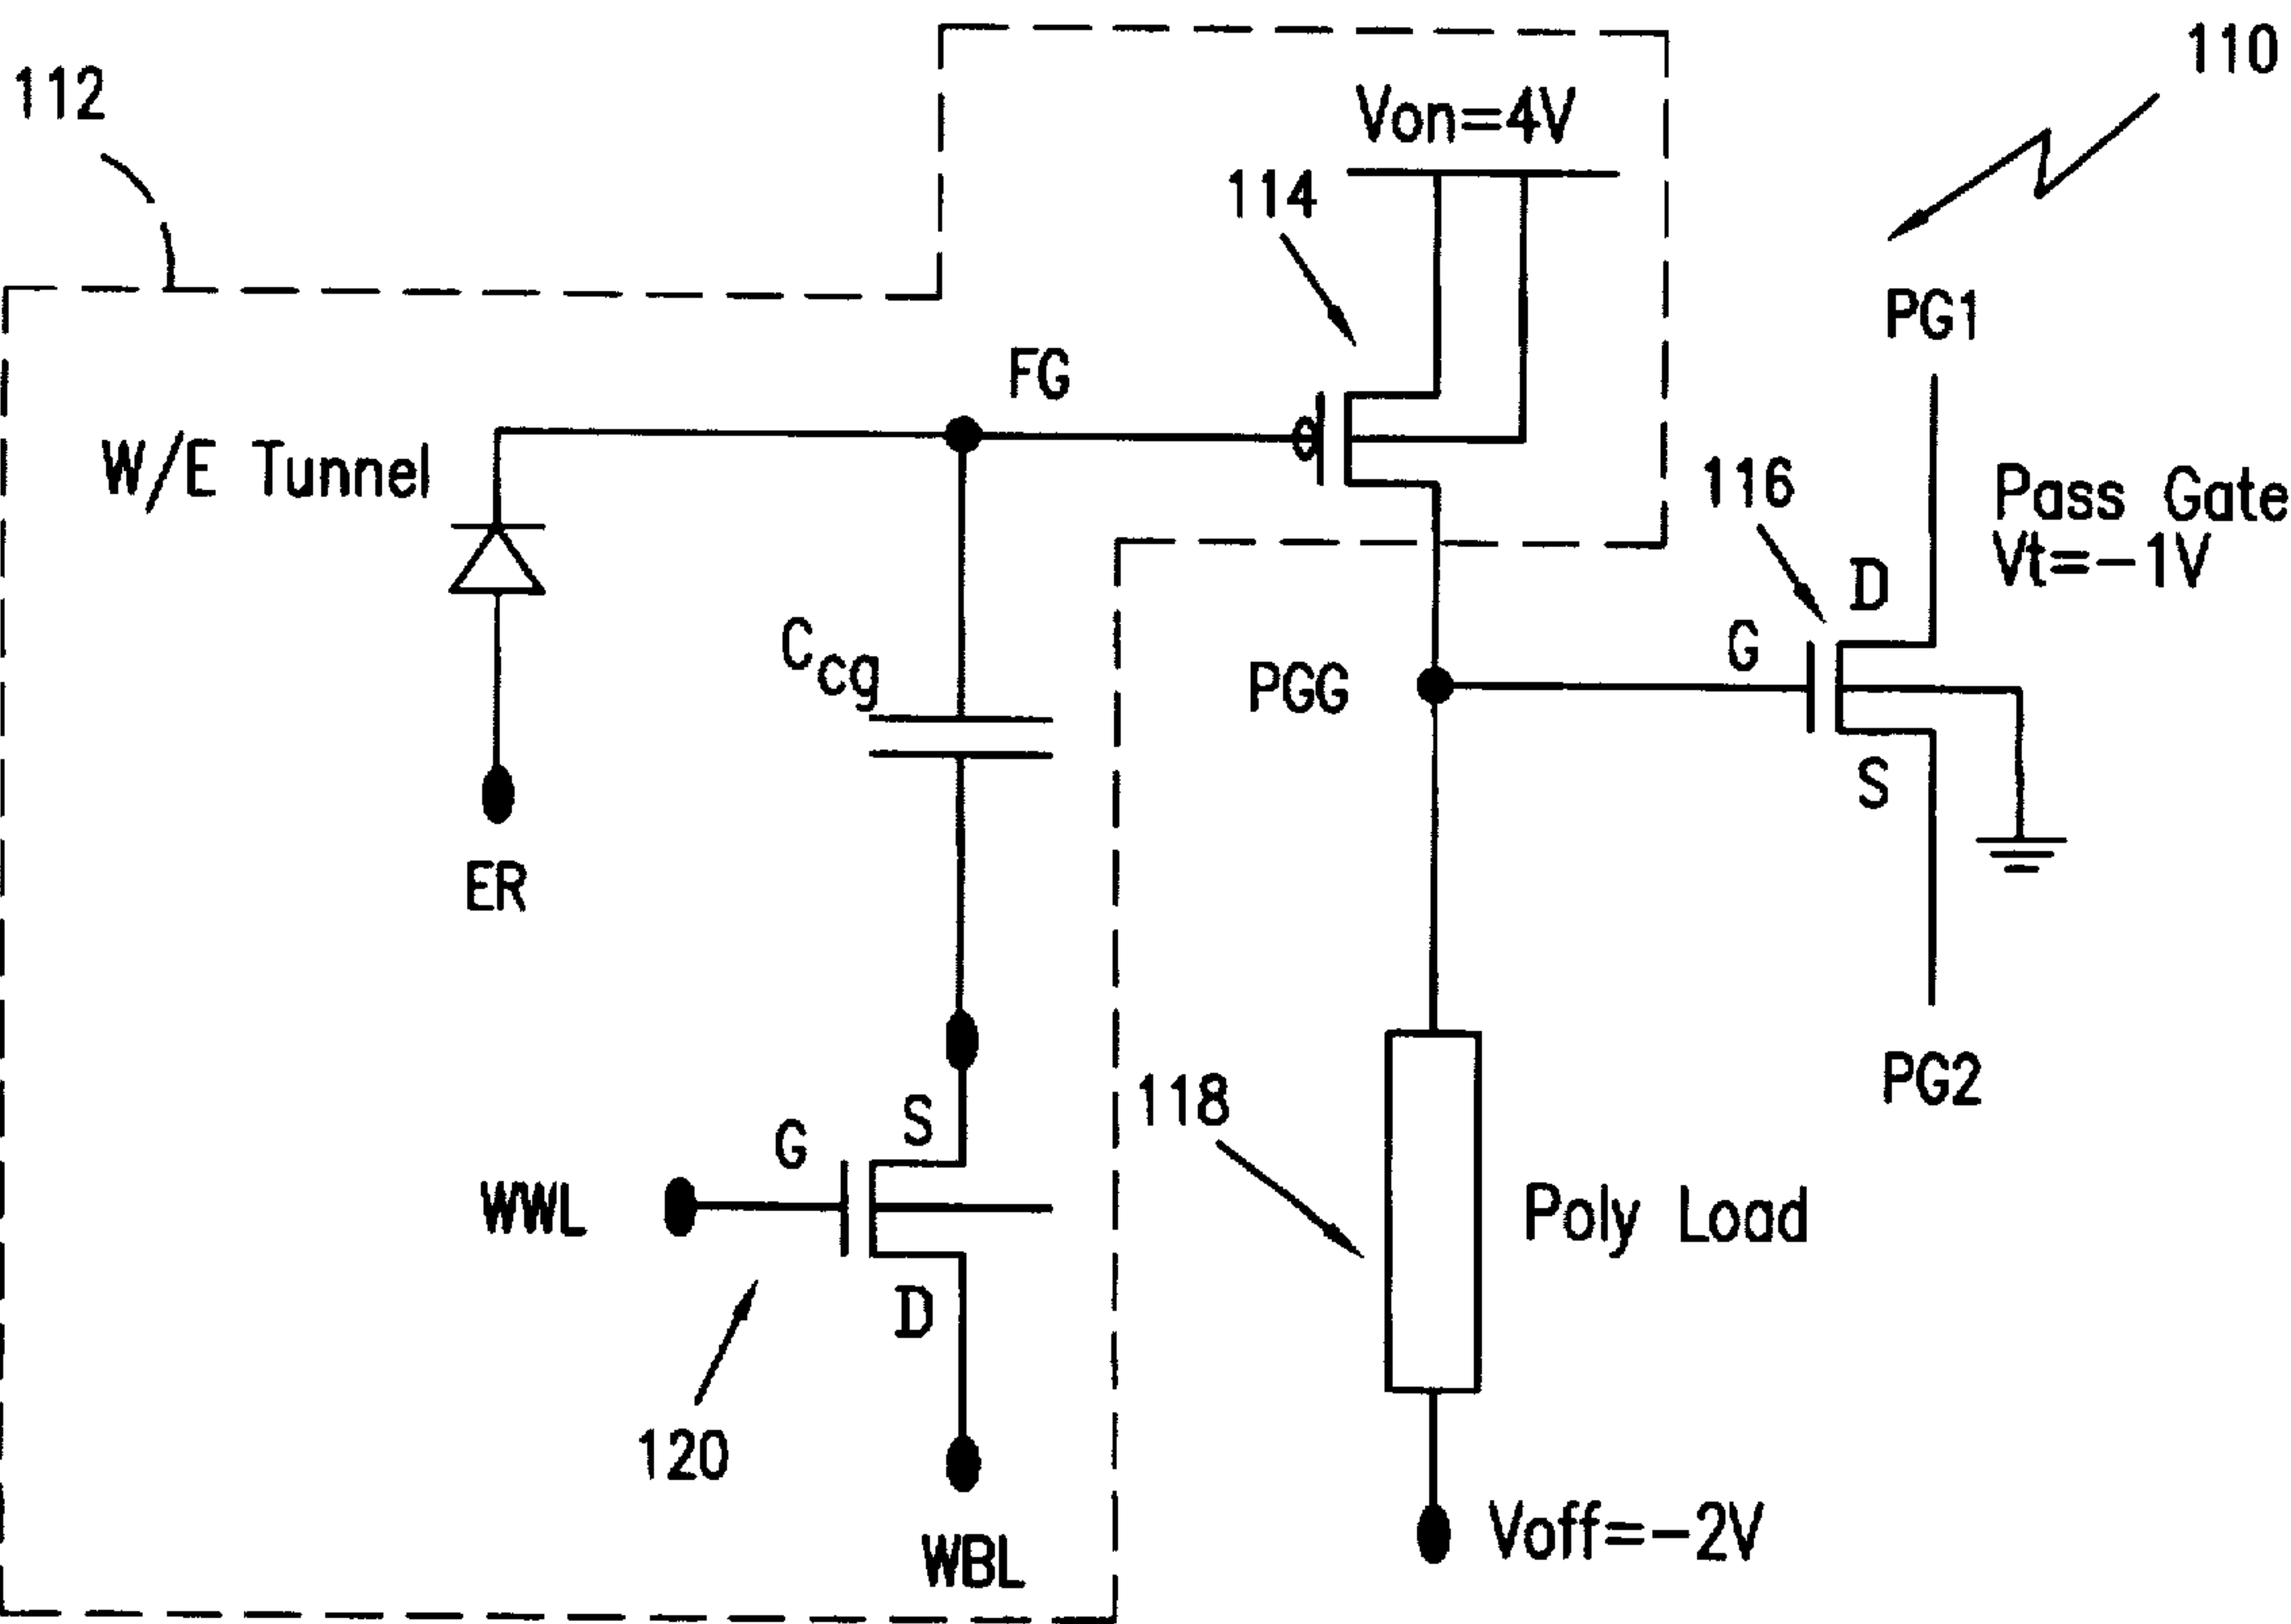 110
112
Von=4V
114
PG1
FG
W/E Tunnel
116
Pass Gate
Vt=-1V
D
G
Ccg
PGG
S
ER
PG2
118
S
G
WWL
Poly Load
D
120
Voff=-2V
WBL